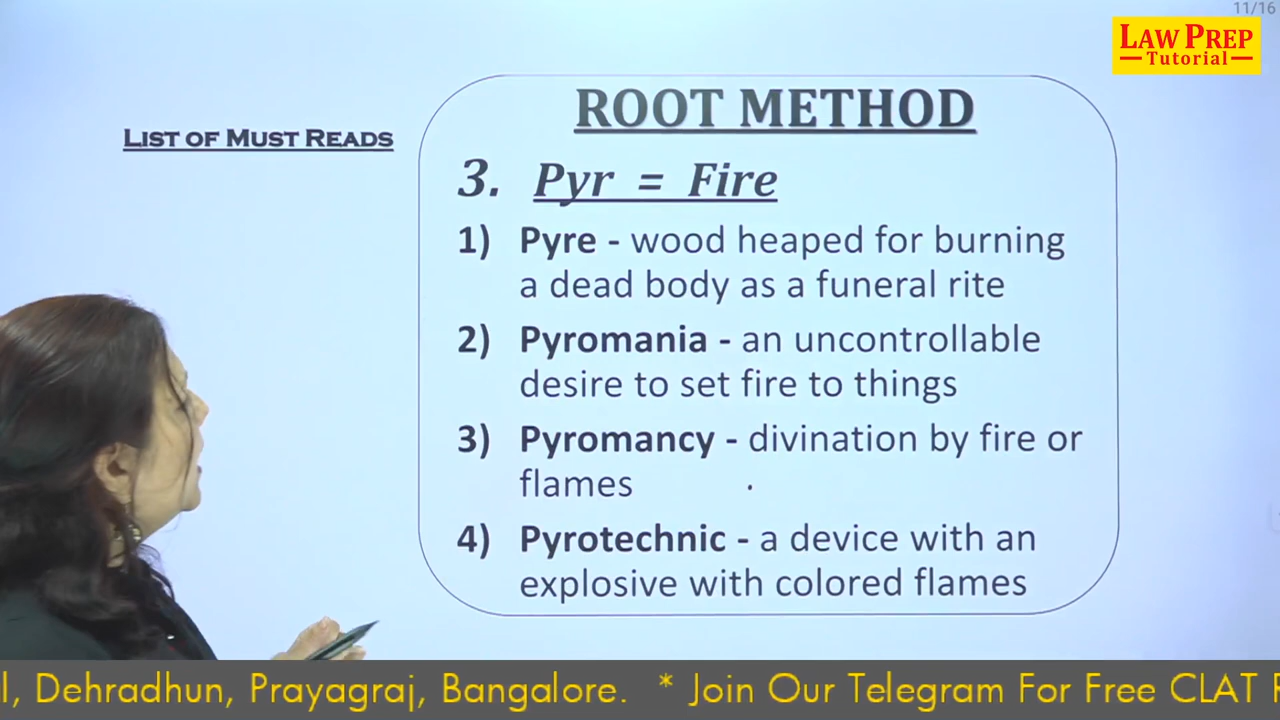 11/16
LAW PREP
Tutorial
LIST OF MUST READS
ROOT METHOD
3. Pyr = Fire
1) Pyre - wood heaped for burning
a dead body as a funeral rite
2) Pyromania - an uncontrollable
desire to set fire to things
3) Pyromancy - divination by fire or
flames
4) Pyrotechnic - a device with an
explosive with colored flames
l, Dehradhun, Prayagraj, Bangalore. * Join Our Telegram For Free CLAT